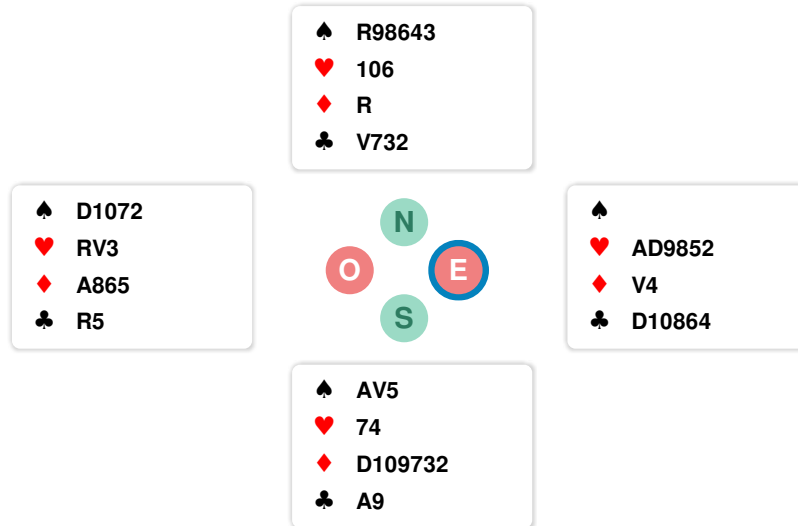 ♠ R98643
♥ 106
♦ R
♣ V732
♠ D1072
♥ RV3
♦ A865
♣ R5
N
O E
S
♠
♥ AD9852
♦ V4
♣ D10864
♠ AV5
♥ 74
♦ D109732
♣ A9